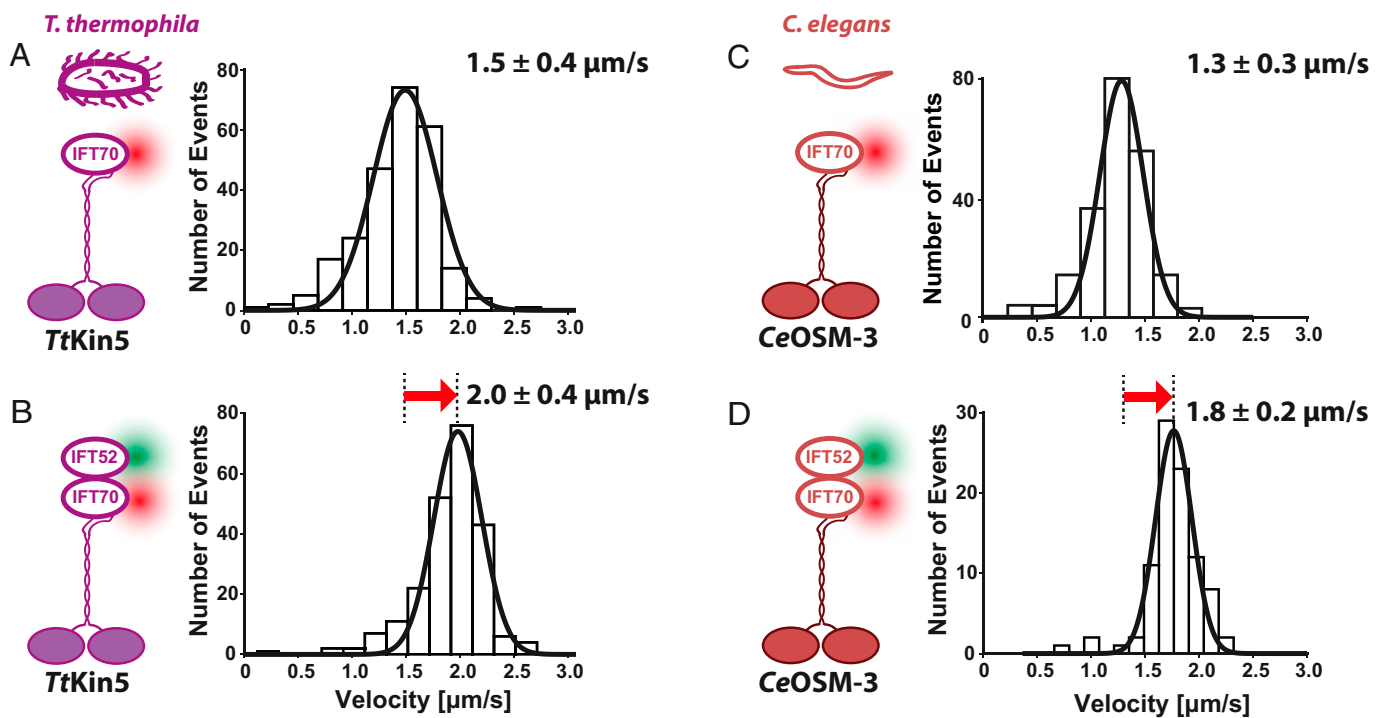 T. thermophila
A
1.5 ± 0.4 µm/s
IFT70
TtKin5
Number of Events
80
60
40
20
0
0 0.5 1.0 1.5 2.0 2.5 3.0
C. elegans
C
1.3 ± 0.3 µm/s
IFT70
CeOSM-3
Number of Events
80
40
0
0 0.5 1.0 1.5 2.0 2.5 3.0
B
2.0 ± 0.4 µm/s
IFT52
IFT70
TtKin5
Number of Events
80
60
40
20
0
0 0.5 1.0 1.5 2.0 2.5 3.0
Velocity [µm/s]
D
1.8 ± 0.2 µm/s
IFT52
IFT70
CeOSM-3
Number of Events
30
20
10
0
0 0.5 1.0 1.5 2.0 2.5 3.0
Velocity [µm/s]